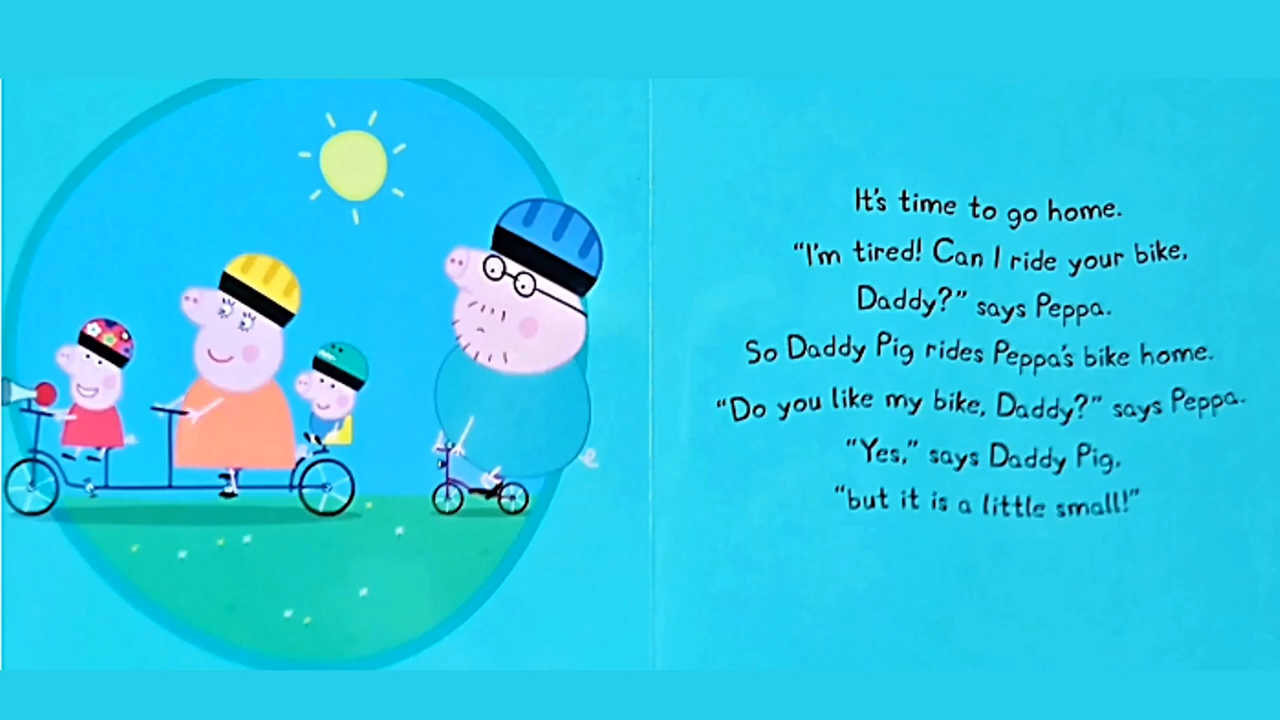 It's time to go home.
“I'm tired! Can I ride your bike,
Daddy?” says Peppa.
So Daddy Pig rides Peppa's bike home.
“Do you like my bike, Daddy?” says Peppa.
“Yes,” says Daddy Pig,
“but it is a little small!”